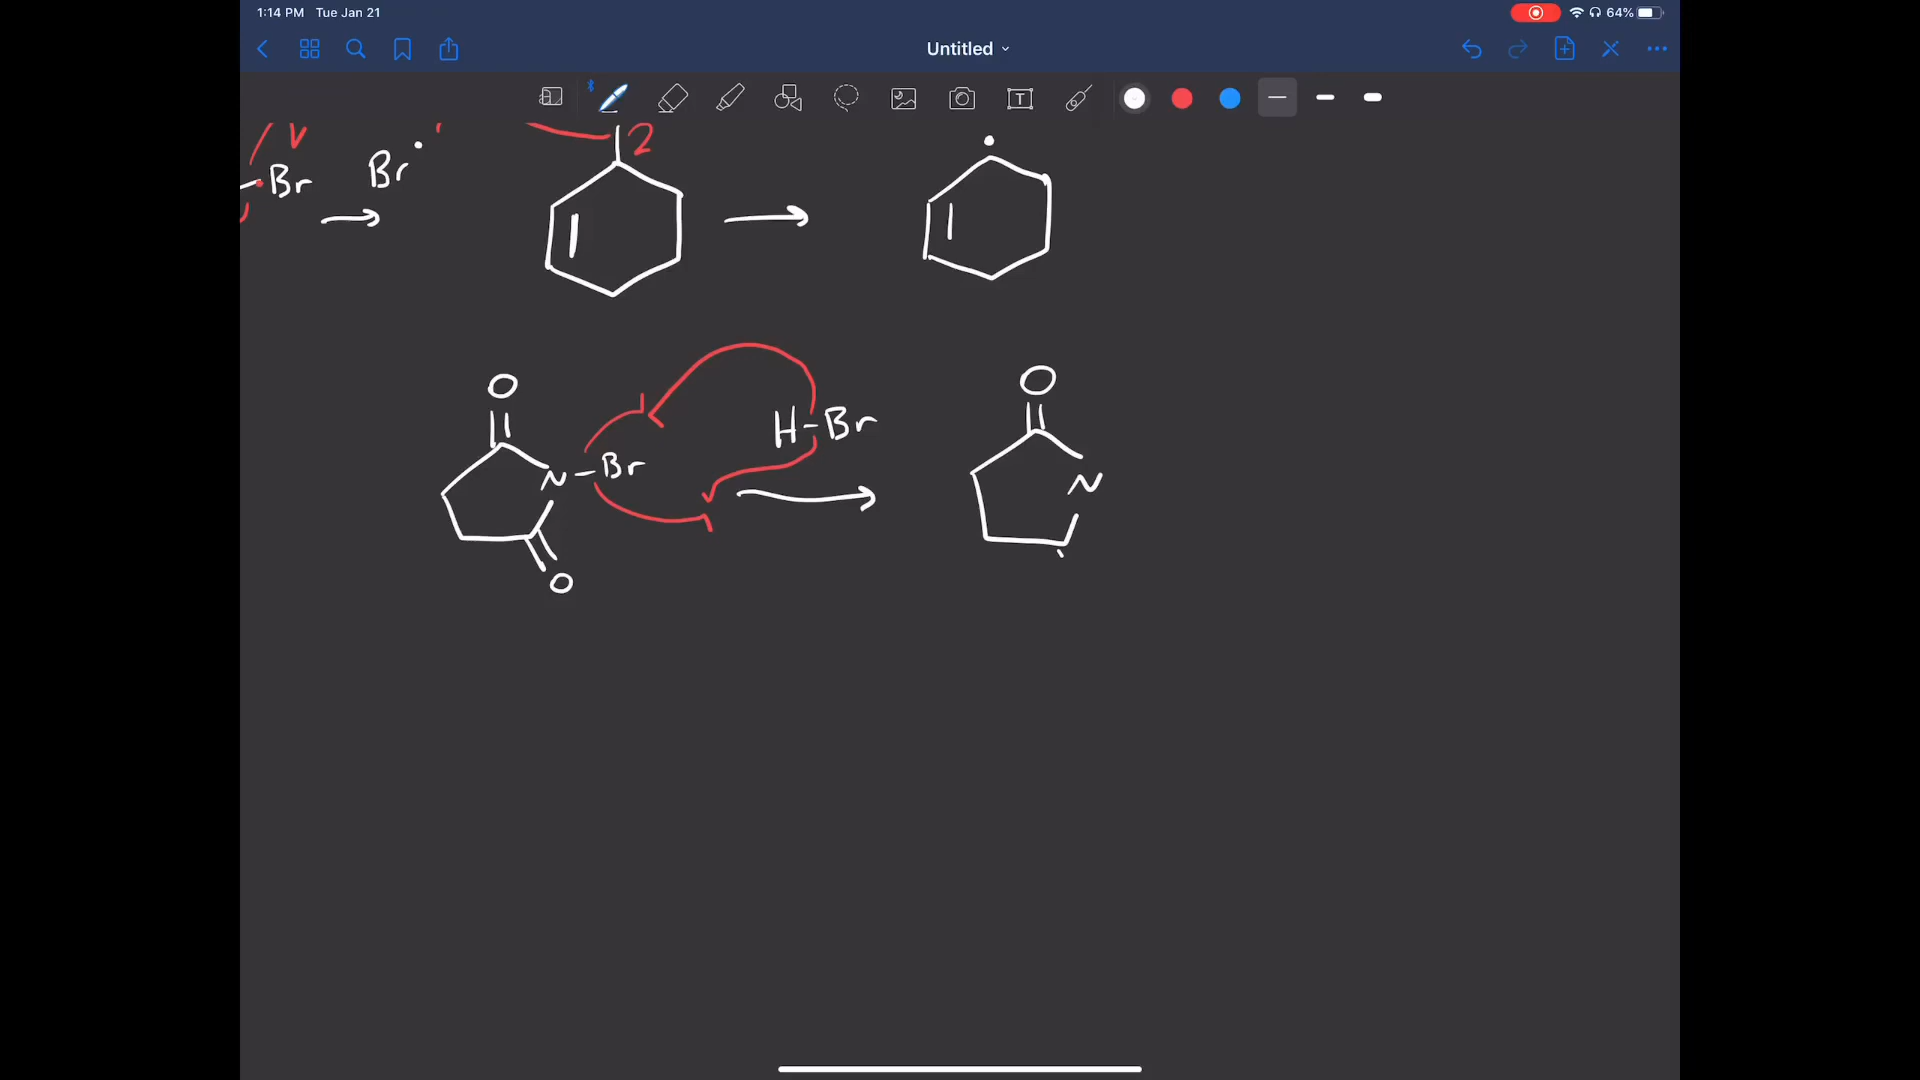 1:14 PM Tue Jan 21
64%
Untitled
T
Br
Br
2
O
H-Br
N-Br
O
O
N